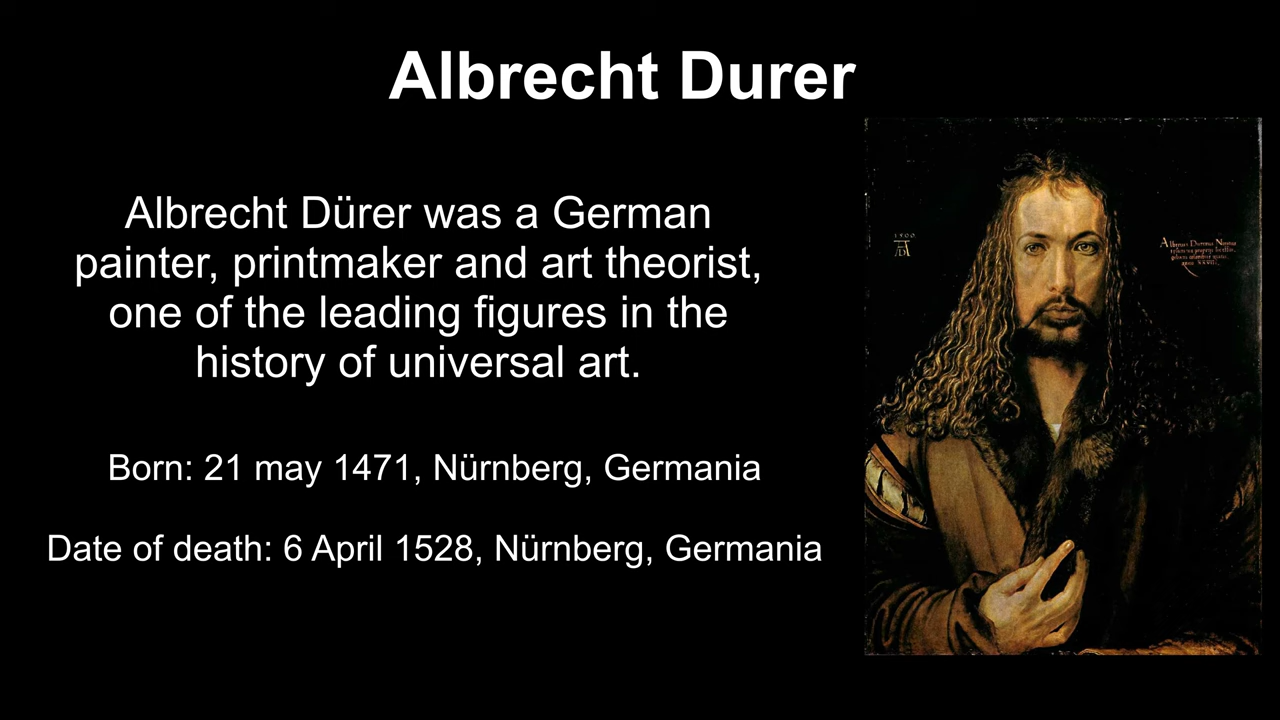 Albrecht Durer
Albrecht Dürer was a German
painter, printmaker and art theorist,
one of the leading figures in the
history of universal art.
Born: 21 may 1471, Nürnberg, Germania
Date of death: 6 April 1528, Nürnberg, Germania
1500
AD